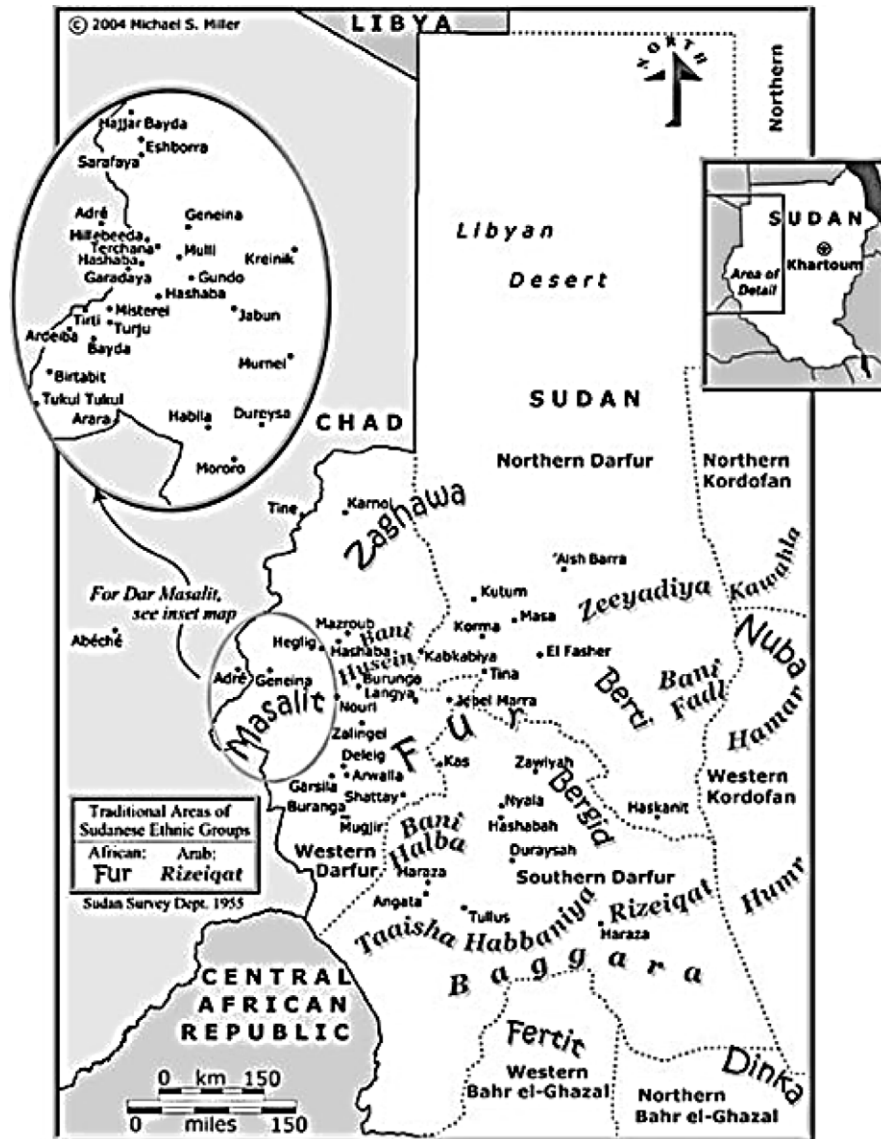 © 2004 Michael S. Miller
LIBYA
NORTH
Northern
Hajjar Bayda
Eshborra
Sarafaya
Adré
Geneina
Hillebeeda
Terchana
Mulli
Kreinik
Hashaba
Garadaya
Gundo
Hashaba
Misterei
Jabun
Tirti
Turju
Ardeiba
Bayda
Murnei
Birtabit
Tukul Tukul
Arara
Habila
Dureysa
Mororo
Libyan
Desert
SUDAN
Khartoum
Area of
Detail
CHAD
SUDAN
Northern Darfur
Northern
Kordofan
Tine
Karnoi
Zaghawa
For Dar Masalit,
see inset map
Abéché
'Aish Barra
Kutum
Zeeyadiya
Kawahla
Masa
Korma
Mazroub
Heglig
Hashaba
Bani
Husein
Kabkabiya
El Fasher
Nuba
Adré
Geneina
Burunga
Langya
Tina
Berti
Bani
Fadl
Hamar
Masalit
Nouri
Jebel Marra
Zalingei
Fur
Deleig
Kas
Zawiyah
Western
Kordofan
Garsila
Arwalla
Buranga
Shattay
Nyala
Bergid
Haskanit
Mugjir
Hashabah
Traditional Areas of
Sudanese Ethnic Groups
African: Arab:
Fur Rizeiqat
Sudan Survey Dept. 1955
Western
Darfur
Bani
Halba
Duraysah
Haraza
Southern Darfur
Humr
Angata
Tullus
Rizeiqat
Haraza
Taaisha Habbaniya
Baggara
CENTRAL
AFRICAN
REPUBLIC
Fertit
Western
Bahr el-Ghazal
Dinka
Northern
Bahr el-Ghazal
0 km 150
0 miles 150